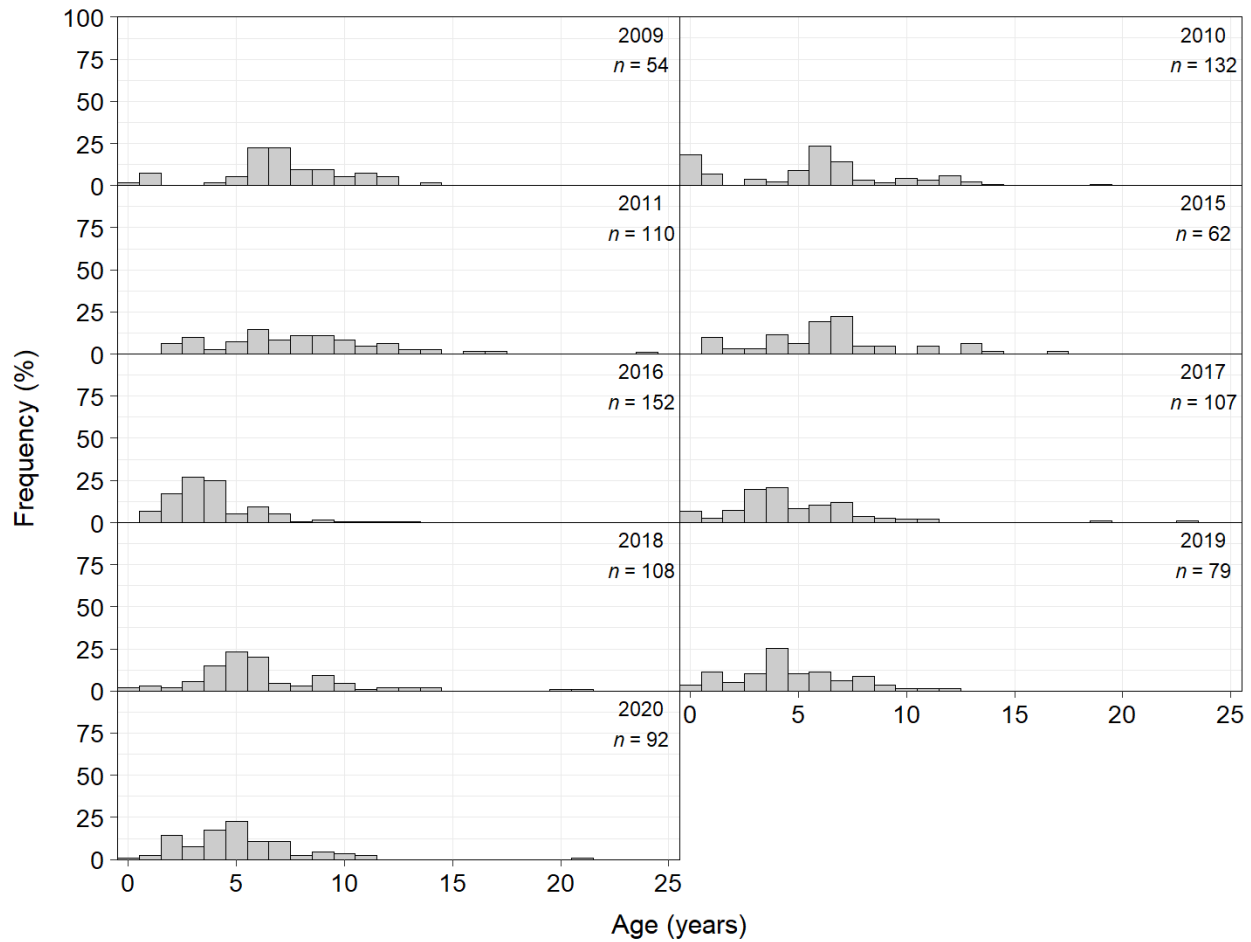 100
75
50
25
0
2009
n = 54
2010
n = 132
75
50
25
0
2011
n = 110
2015
n = 62
75
50
25
0
2016
n = 152
2017
n = 107
75
50
25
0
2018
n = 108
2019
n = 79
0 5 10 15 20 25
75
50
25
0
2020
n = 92
0 5 10 15 20 25
Frequency (%)
Age (years)